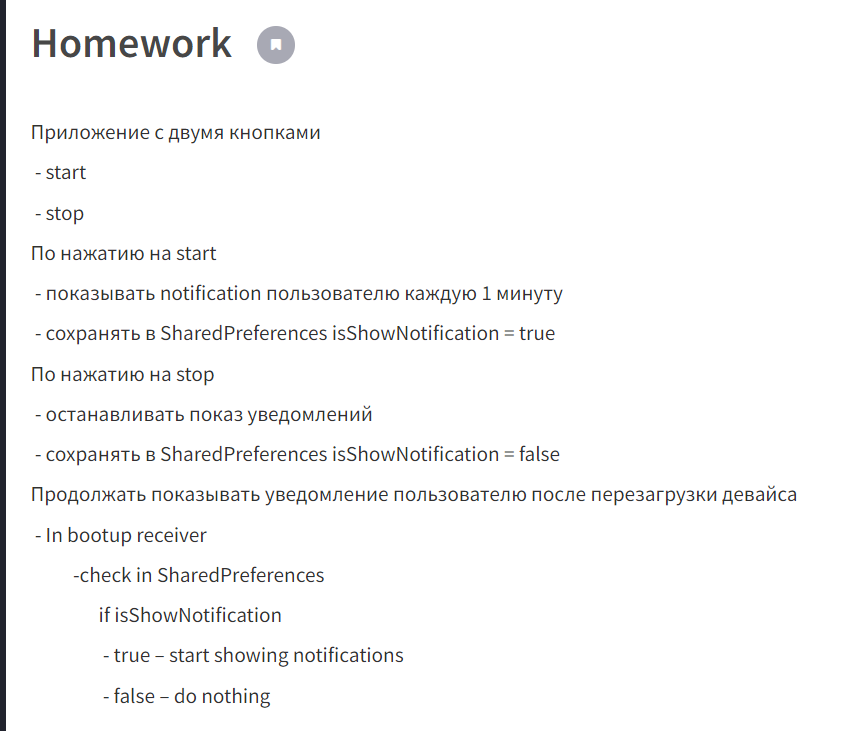 Homework
Приложение с двумя кнопками
- start
- stop
По нажатию на start
- показывать notification пользователю каждую 1 минуту
- сохранять в SharedPreferences isShowNotification = true
По нажатию на stop
- останавливать показ уведомлений
- сохранять в SharedPreferences isShowNotification = false
Продолжать показывать уведомление пользователю после перезагрузки девайса
- In bootup receiver
-check in SharedPreferences
if isShowNotification
- true – start showing notifications
- false – do nothing